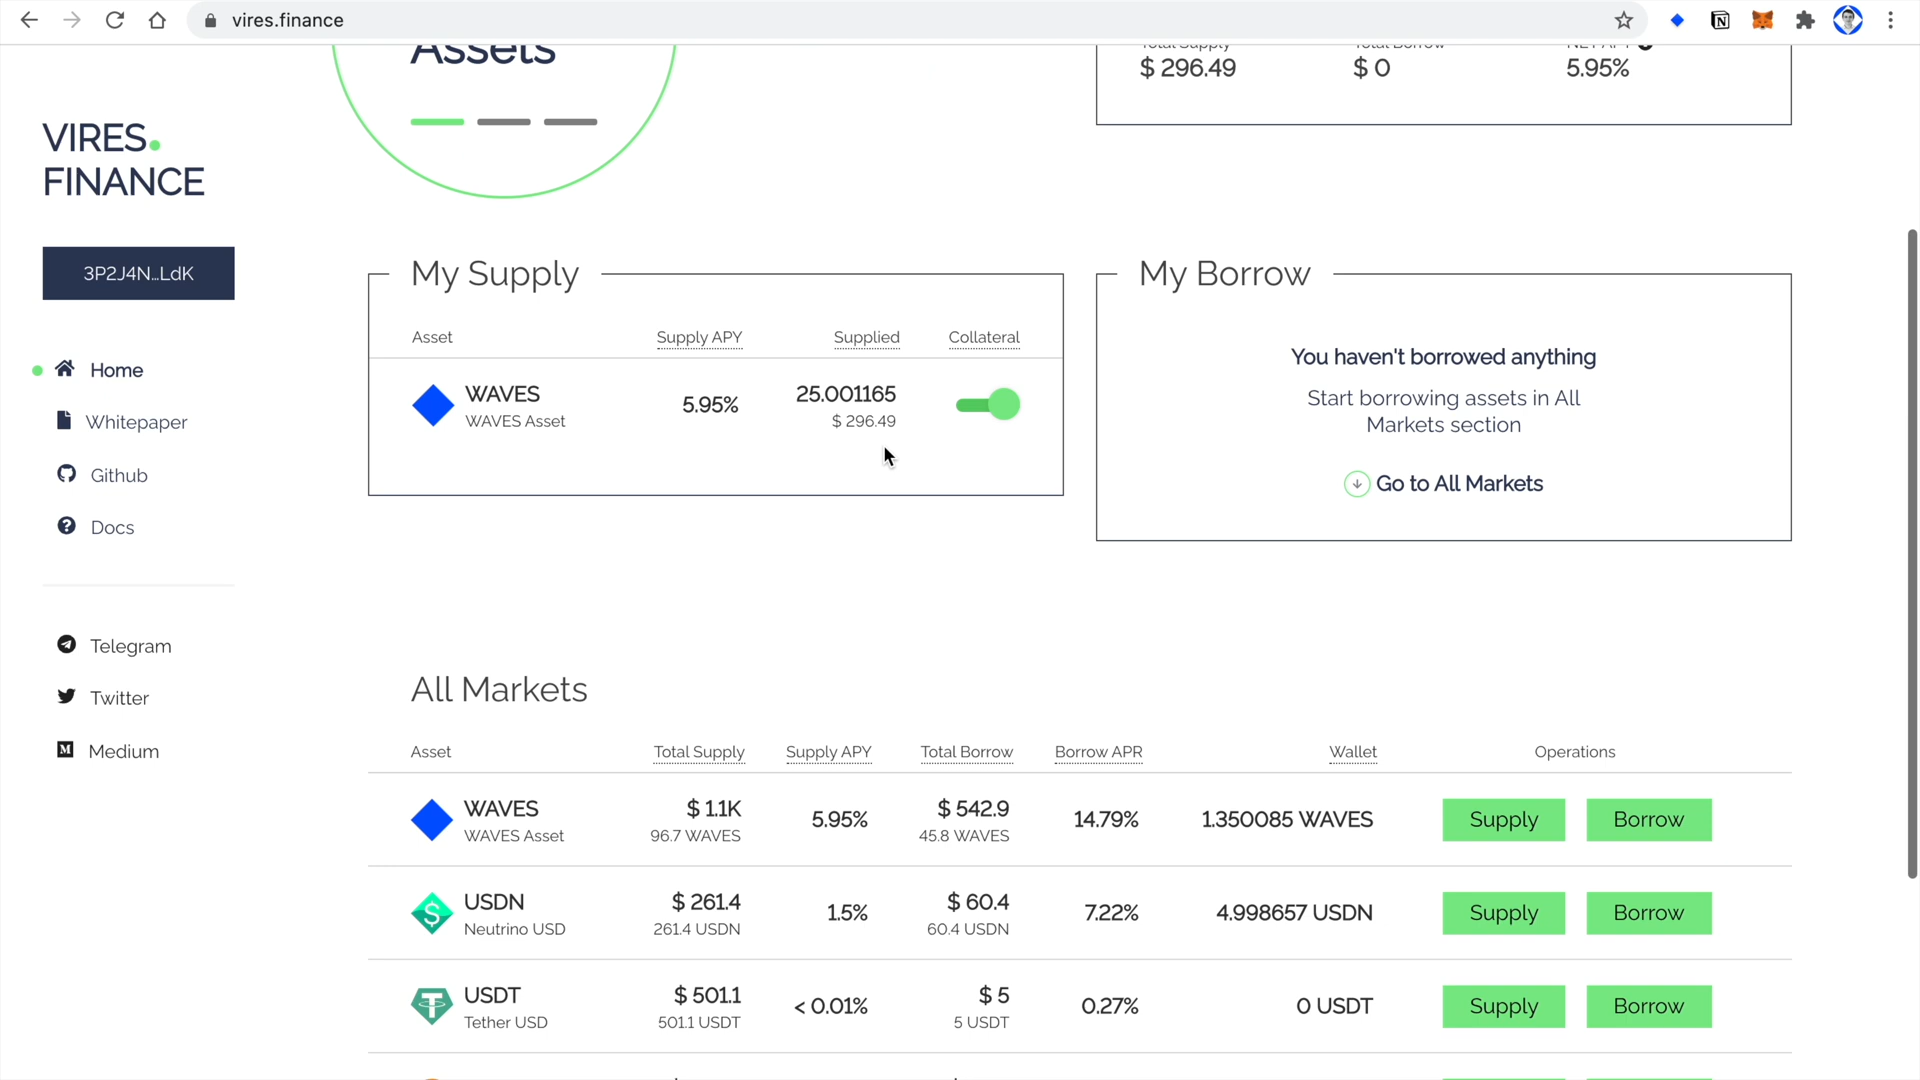 vires.finance
Assets
Total Supply
Total Borrow
NET APY
$ 296.49
$ 0
5.95%
VIRES.
FINANCE
3P2J4N...LdK
Home
Whitepaper
Github
Docs
Telegram
Twitter
Medium
My Supply
Asset
Supply APY
Supplied
Collateral
WAVES
WAVES Asset
5.95%
25.001165
$ 296.49
My Borrow
You haven't borrowed anything
Start borrowing assets in All
Markets section
Go to All Markets
All Markets
Asset
Total Supply
Supply APY
Total Borrow
Borrow APR
Wallet
Operations
WAVES
WAVES Asset
$ 1.1K
96.7 WAVES
5.95%
$ 542.9
45.8 WAVES
14.79%
1.350085 WAVES
Supply
Borrow
USDN
Neutrino USD
$ 261.4
261.4 USDN
1.5%
$ 60.4
60.4 USDN
7.22%
4.998657 USDN
Supply
Borrow
USDT
Tether USD
$ 501.1
501.1 USDT
< 0.01%
$ 5
5 USDT
0.27%
0 USDT
Supply
Borrow